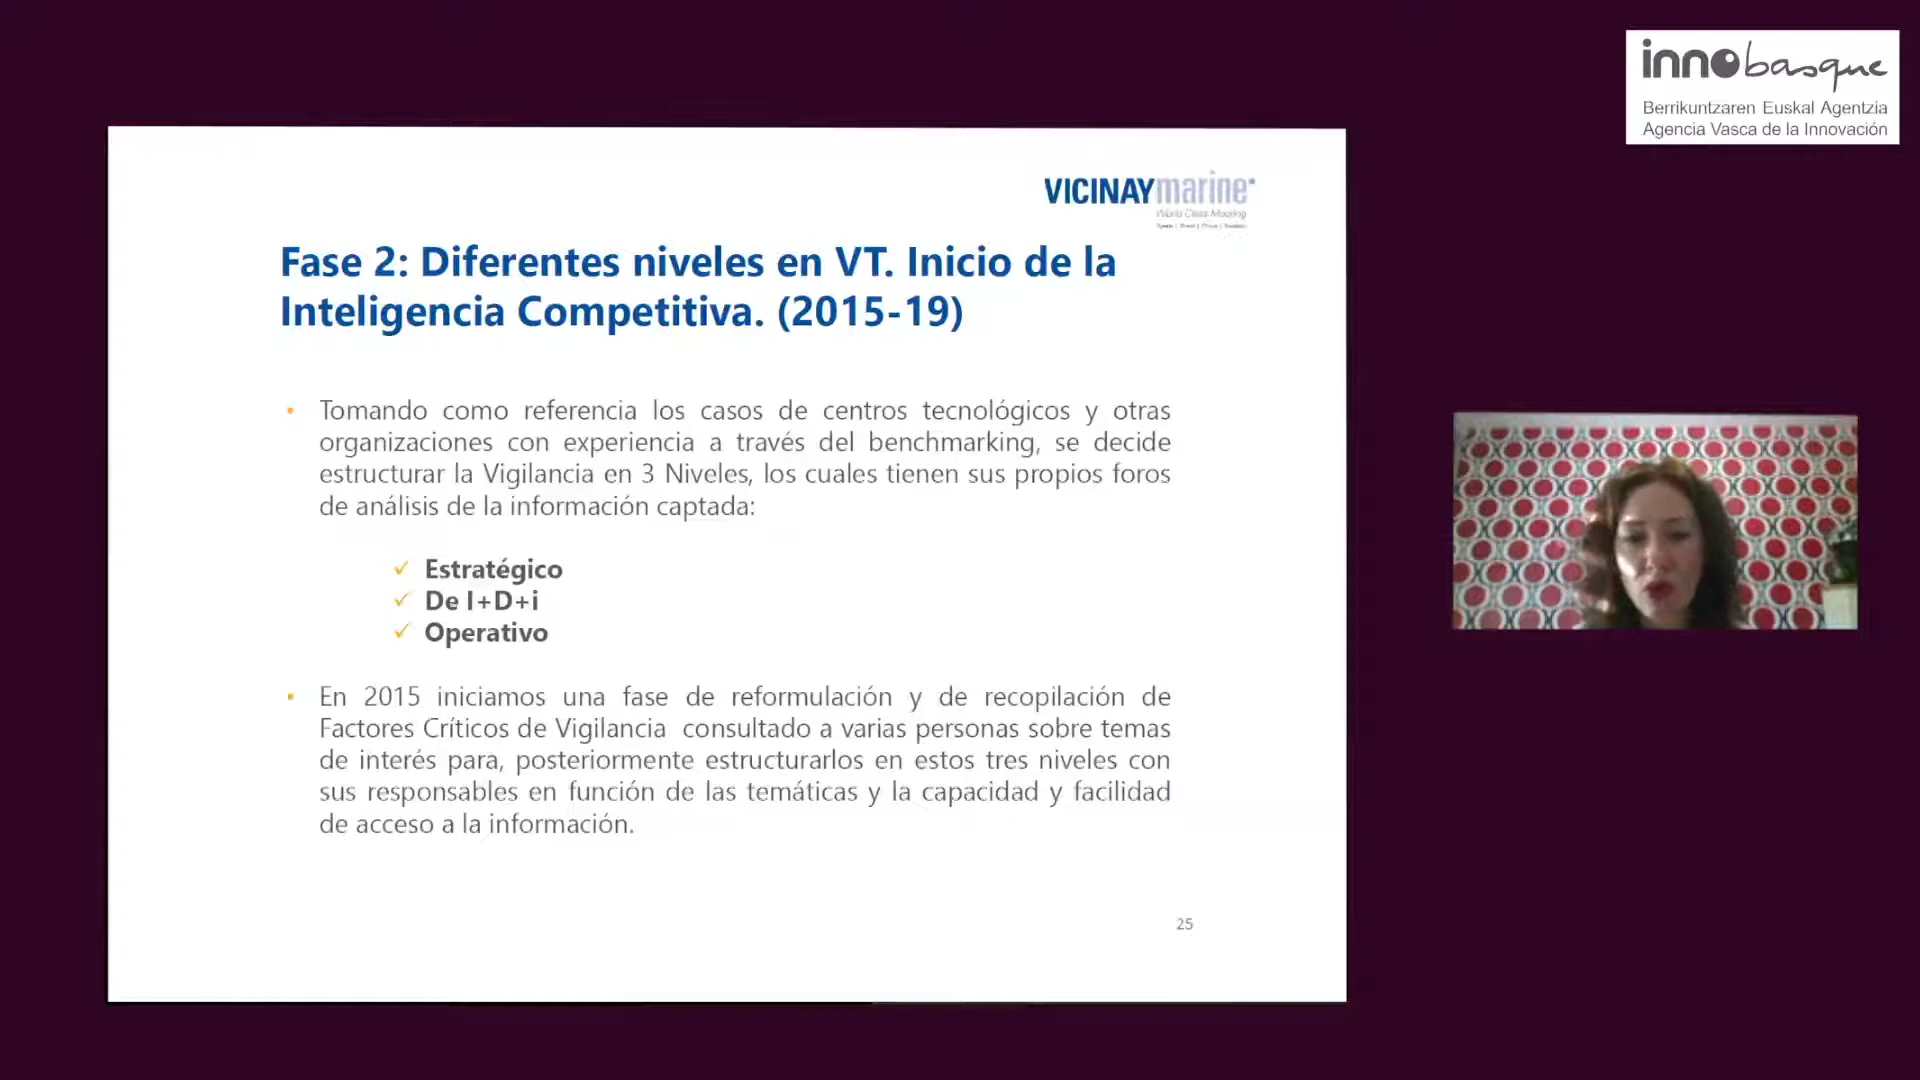 innobasque
Berrikuntzaren Euskal Agentzia
Agencia Vasca de la Innovación
VICINAYmarine
World Class Mooring
Fase 2: Diferentes niveles en VT. Inicio de la
Inteligencia Competitiva. (2015-19)
• Tomando como referencia los casos de centros tecnológicos y otras
organizaciones con experiencia a través del benchmarking, se decide
estructurar la Vigilancia en 3 Niveles, los cuales tienen sus propios foros
de análisis de la información captada:
✓ Estratégico
✓ De I+D+i
✓ Operativo
• En 2015 iniciamos una fase de reformulación y de recopilación de
Factores Críticos de Vigilancia consultado a varias personas sobre temas
de interés para, posteriormente estructurarlos en estos tres niveles con
sus responsables en función de las temáticas y la capacidad y facilidad
de acceso a la información.
25